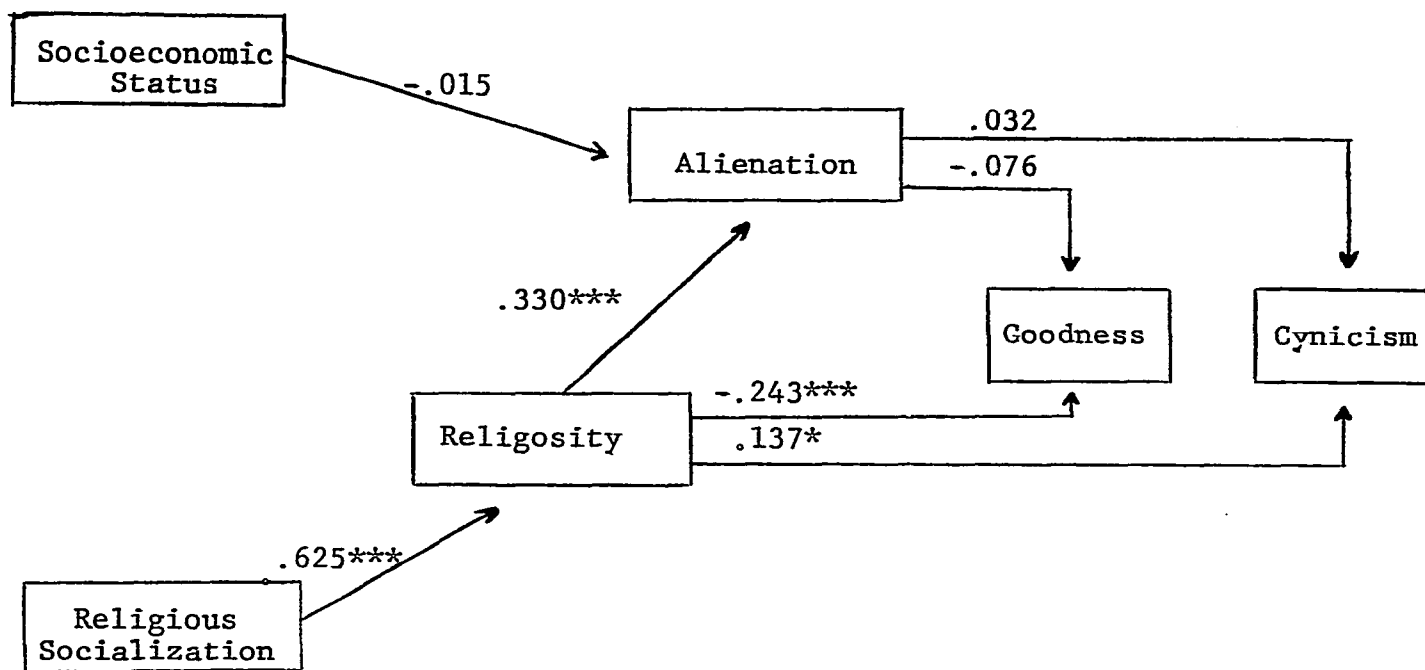 Socioeconomic
Status
-.015
Alienation
.032
-.076
.330***
Goodness
Cynicism
Religosity
-.243***
.137*
.625***
Religious
Socialization